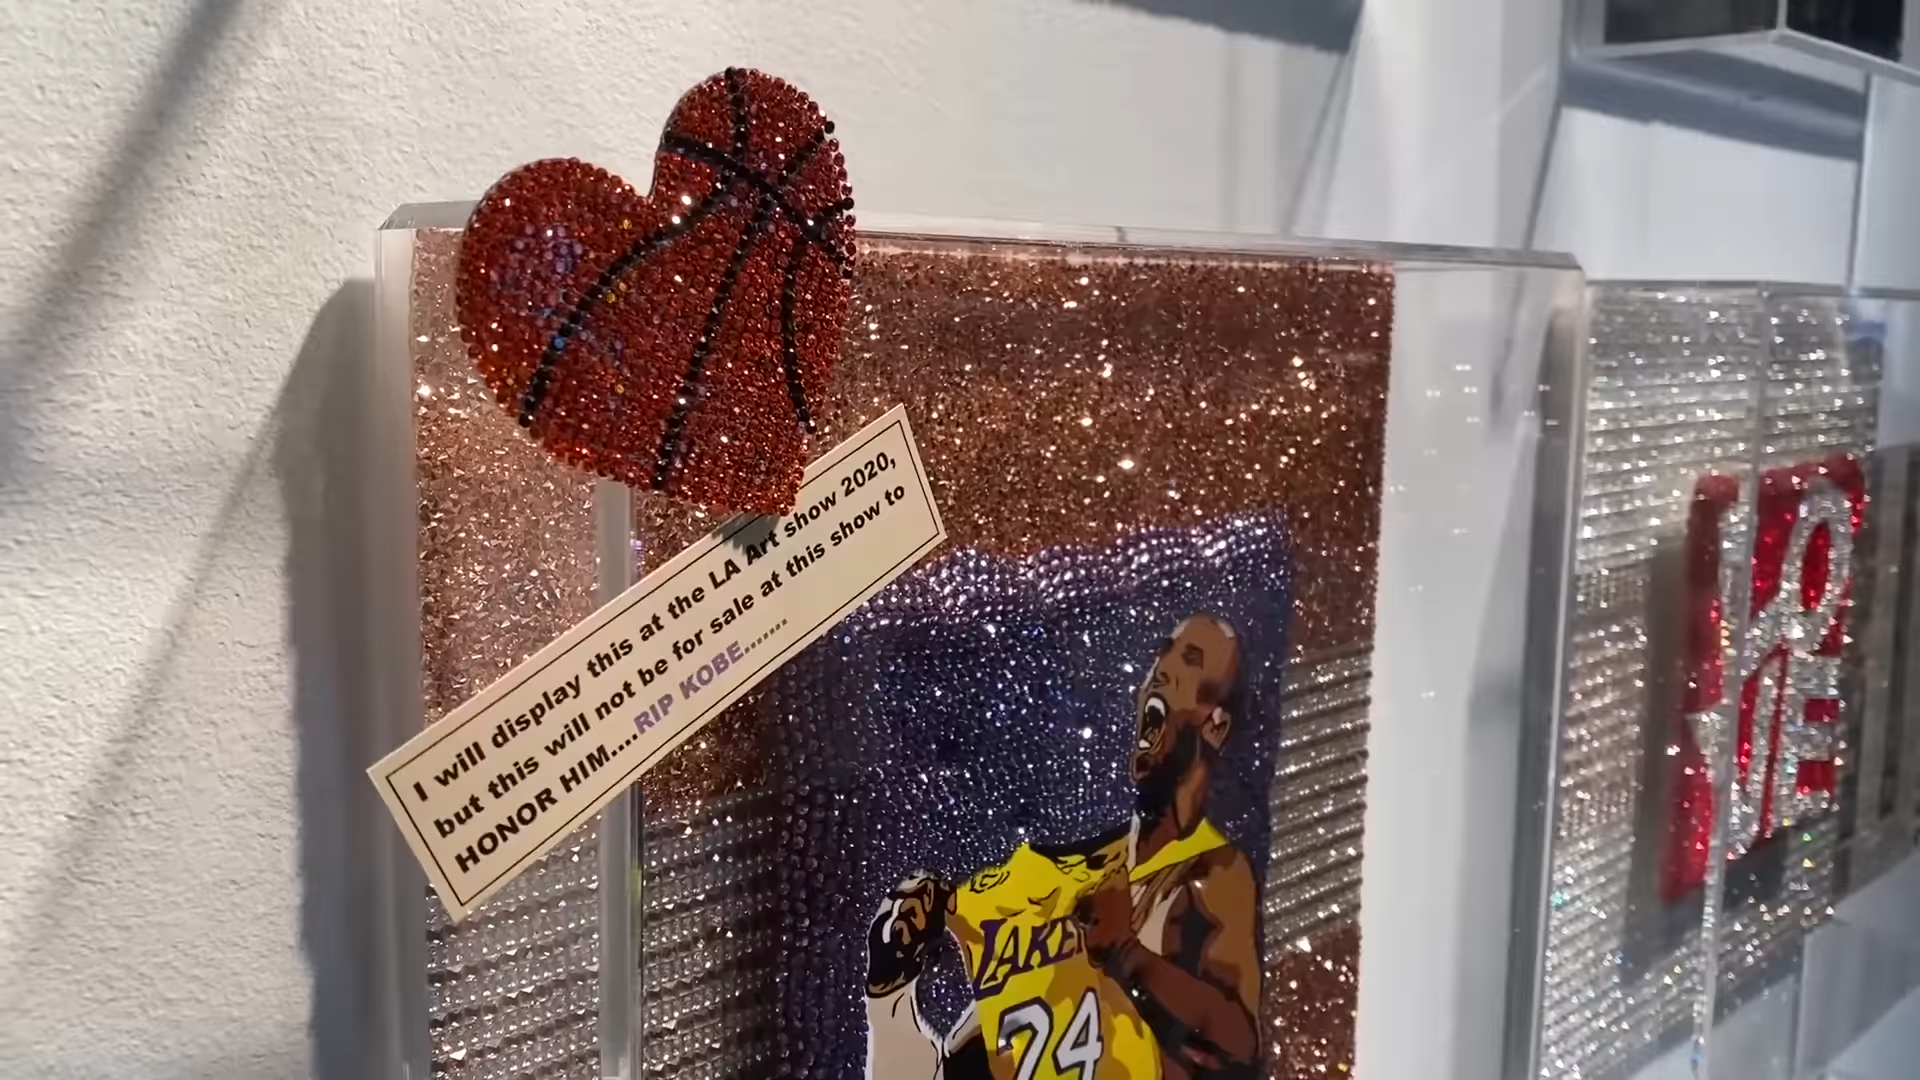 I will display this at the LA Art show 2020,
but this will not be for sale at this show to
HONOR HIM....RIP KOBE.......
LAKE
24